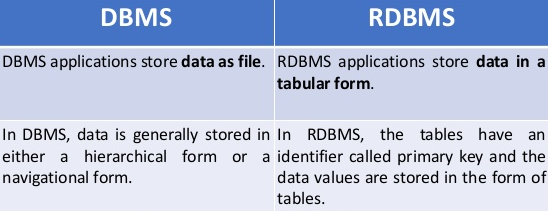 DBMS
RDBMS
DBMS applications store data as file.
RDBMS applications store data in a
tabular form.
In DBMS, data is generally stored in
either a hierarchical form or a
navigational form.
In RDBMS, the tables have an
identifier called primary key and the
data values are stored in the form of
tables.